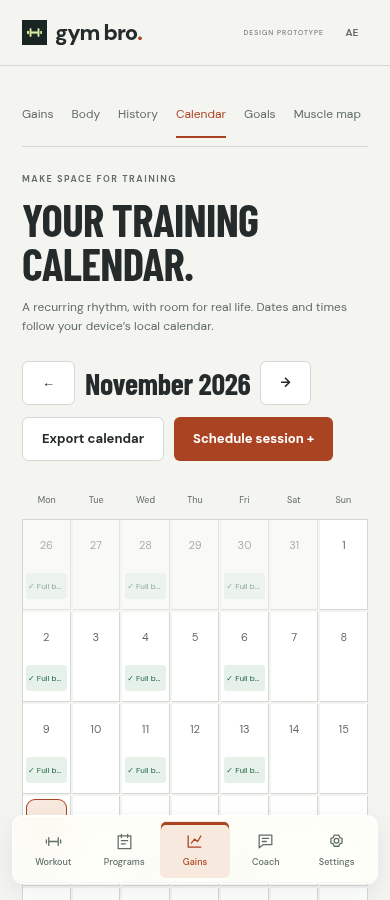 gym bro.
DESIGN PROTOTYPE
AE
Gains Body History Calendar Goals Muscle map
MAKE SPACE FOR TRAINING
YOUR TRAINING
CALENDAR.
A recurring rhythm, with room for real life. Dates and times
follow your device’s local calendar.
← November 2026 →
Export calendar Schedule session +
Mon Tue Wed Thu Fri Sat Sun
26 27 28 29 30 31 1
✓ Full b… ✓ Full b… ✓ Full b…
2 3 4 5 6 7 8
✓ Full b… ✓ Full b… ✓ Full b…
9 10 11 12 13 14 15
✓ Full b… ✓ Full b… ✓ Full b…
Workout Programs Gains Coach Settings